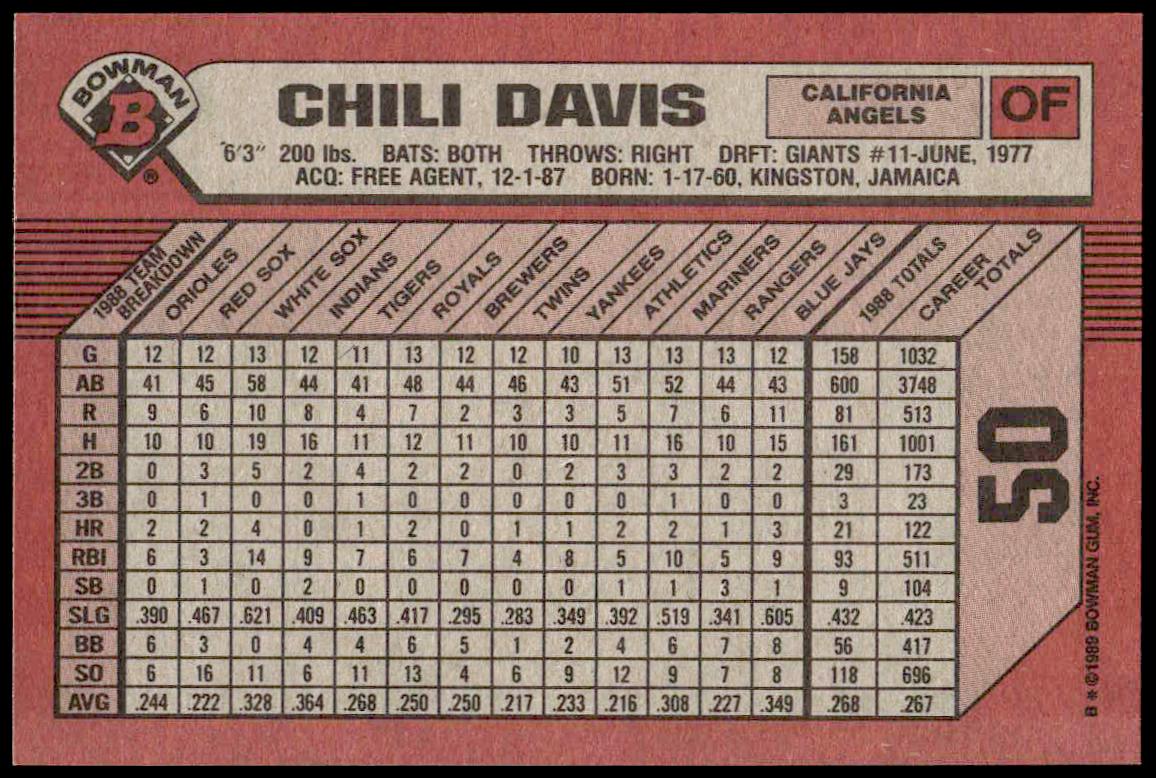 BOWMAN
B
®
CHILI DAVIS
CALIFORNIA
ANGELS
OF
6'3" 200 lbs. BATS: BOTH THROWS: RIGHT DRFT: GIANTS #11-JUNE, 1977
ACQ: FREE AGENT, 12-1-87 BORN: 1-17-60, KINGSTON, JAMAICA
1988 TEAM BREAKDOWN ORIOLES RED SOX WHITE SOX INDIANS TIGERS ROYALS BREWERS TWINS YANKEES ATHLETICS MARINERS RANGERS BLUE JAYS 1988 TOTALS CAREER TOTALS
G 12 12 13 12 11 13 12 12 10 13 13 13 12 158 1032
AB 41 45 58 44 41 48 44 46 43 51 52 44 43 600 3748
R 9 6 10 8 4 7 2 3 3 5 7 6 11 81 513
H 10 10 19 16 11 12 11 10 10 11 16 10 15 161 1001
2B 0 3 5 2 4 2 2 0 2 3 3 2 2 29 173
3B 0 1 0 0 1 0 0 0 0 0 1 0 0 3 23
HR 2 2 4 0 1 2 0 1 1 2 2 1 3 21 122
RBI 6 3 14 9 7 6 7 4 8 5 10 5 9 93 511
SB 0 1 0 2 0 0 0 0 0 1 1 3 1 9 104
SLG .390 .467 .621 .409 .463 .417 .295 .283 .349 .392 .519 .341 .605 .432 .423
BB 6 3 0 4 4 6 5 1 2 4 6 7 8 56 417
SO 6 16 11 6 11 13 4 6 9 12 9 7 8 118 696
AVG .244 .222 .328 .364 .268 .250 .250 .217 .233 .216 .308 .227 .349 .268 .267
50
B*©1989 BOWMAN GUM, INC.